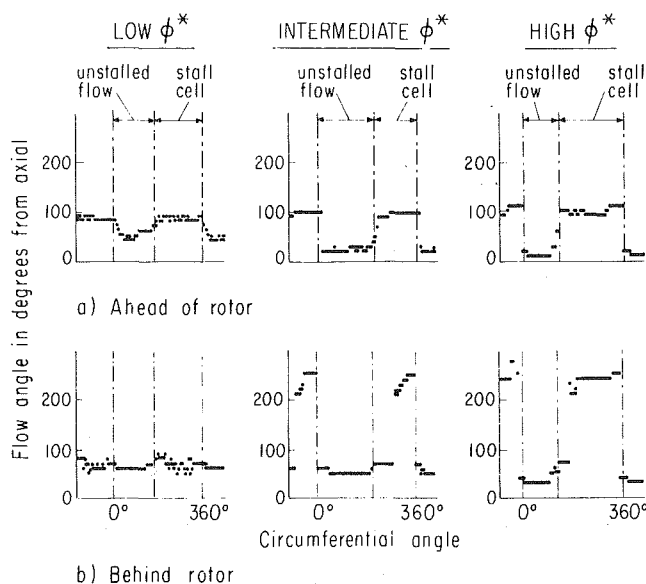 LOW ϕ*
INTERMEDIATE ϕ*
HIGH ϕ*
unstalled flow
stall cell
unstalled flow
stall cell
unstalled flow
stall cell
Flow angle in degrees from axial
200
100
0
200
100
0
200
100
0
a) Ahead of rotor
200
100
0
200
100
0
200
100
0
0°
360°
0°
360°
0°
360°
Circumferential angle
b) Behind rotor